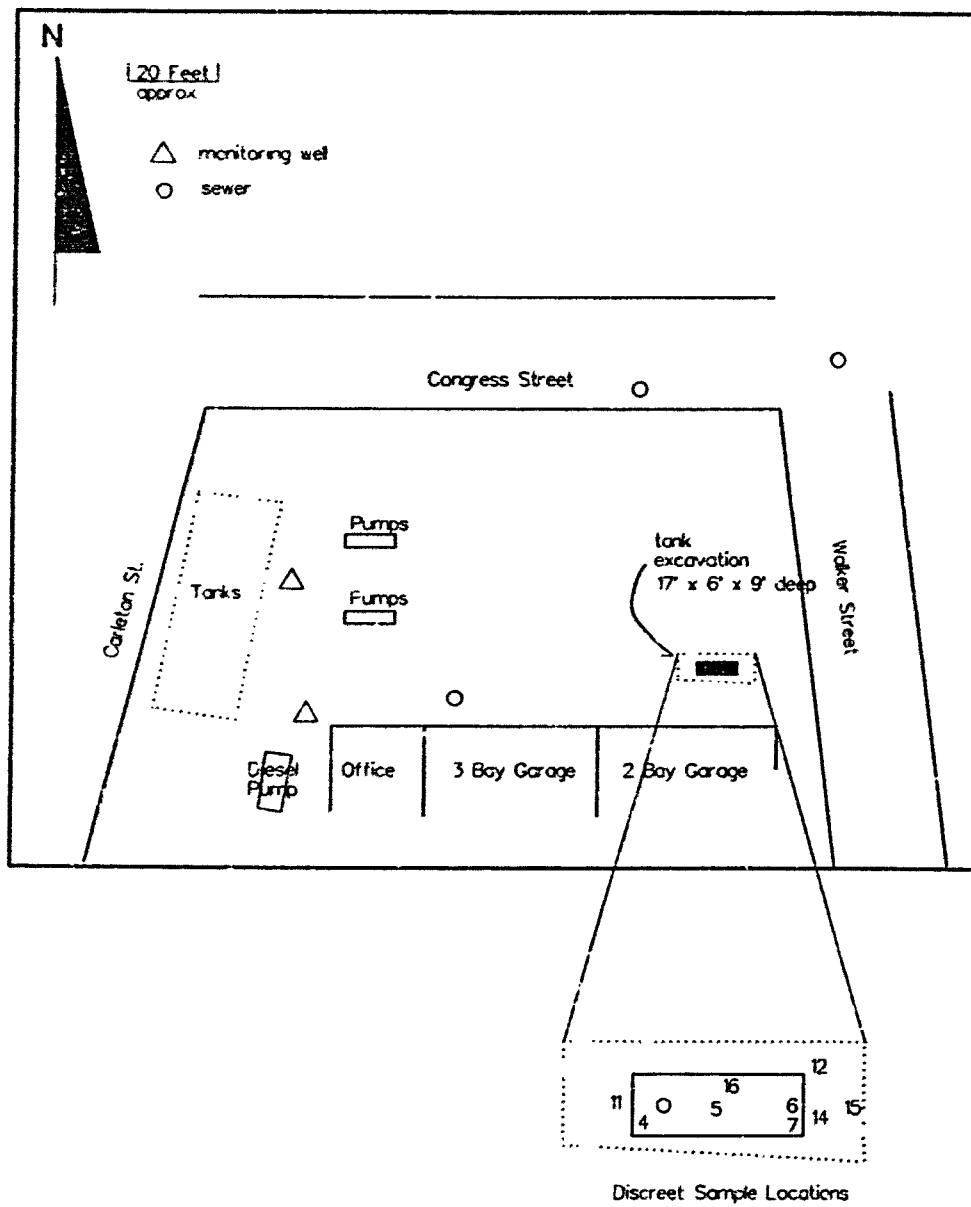 N
20 Feet
approx
monitoring well
sewer
Congress Street
Carleton St.
Tanks
Pumps
Pumps
tank
excavation
17' x 6' x 9' deep
Walker Street
Diesel
Pump
Office
3 Bay Garage
2 Bay Garage
12
16
11
5
6
15
4
7
14
Discreet Sample Locations